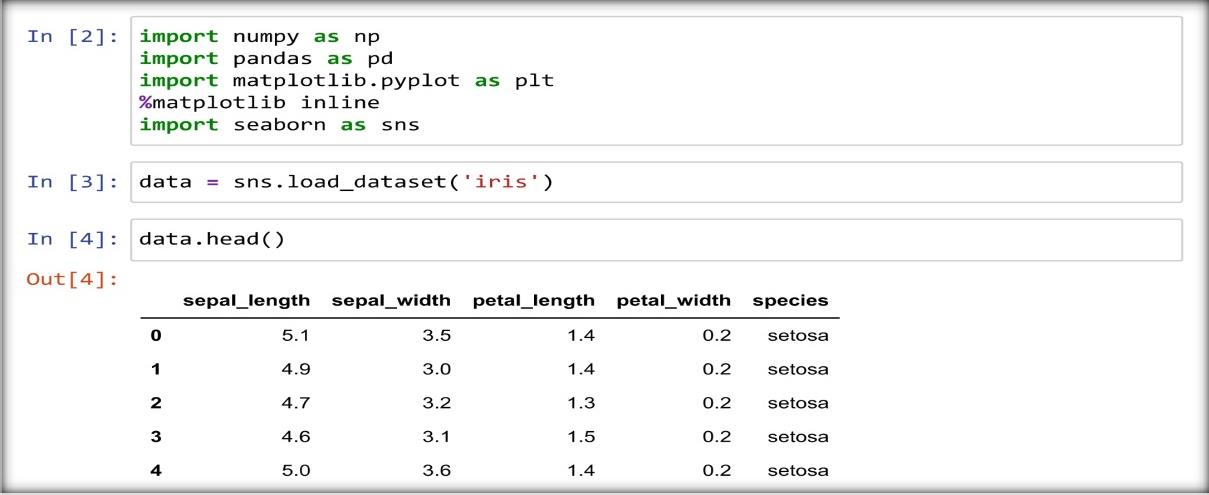 In [2]: import numpy as np
import pandas as pd
import matplotlib.pyplot as plt
%matplotlib inline
import seaborn as sns
In [3]: data = sns.load_dataset('iris')
In [4]: data.head()
Out[4]:
sepal_length sepal_width petal_length petal_width species
0 5.1 3.5 1.4 0.2 setosa
1 4.9 3.0 1.4 0.2 setosa
2 4.7 3.2 1.3 0.2 setosa
3 4.6 3.1 1.5 0.2 setosa
4 5.0 3.6 1.4 0.2 setosa